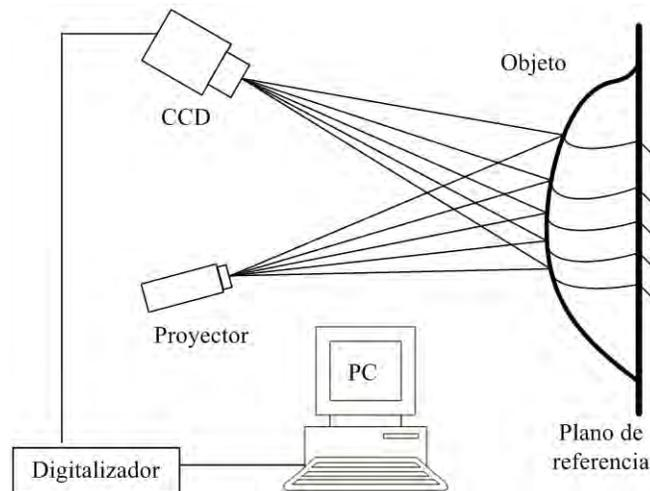 Objeto
CCD
Proyector
PC
Plano de
referencia
Digitalizador